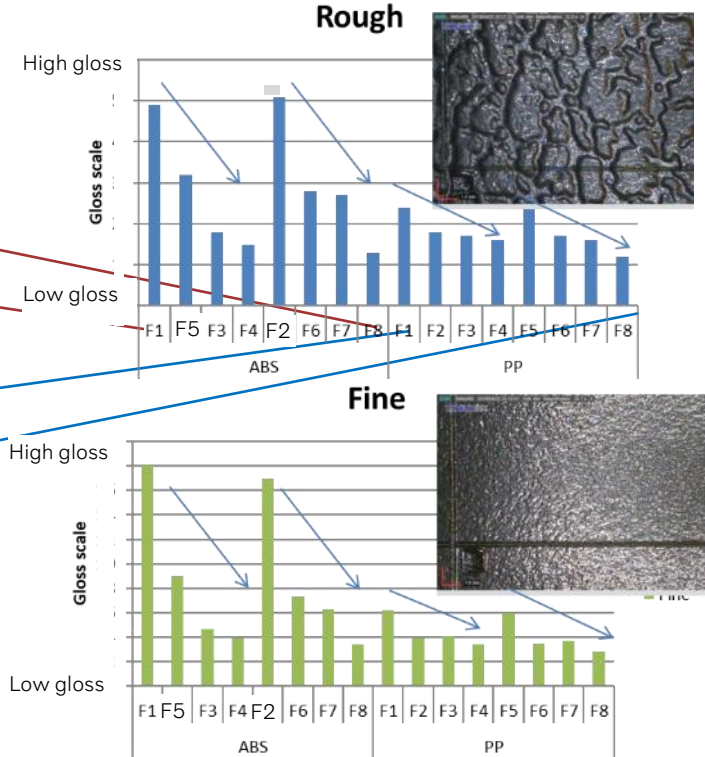 Rough
High gloss
Gloss scale
Low gloss
F1 F5 F3 F4 F2 F6 F7 F8 F1 F2 F3 F4 F5 F6 F7 F8
ABS PP
Fine
High gloss
Gloss scale
Low gloss
F1 F5 F3 F4 F2 F6 F7 F8 F1 F2 F3 F4 F5 F6 F7 F8
ABS PP